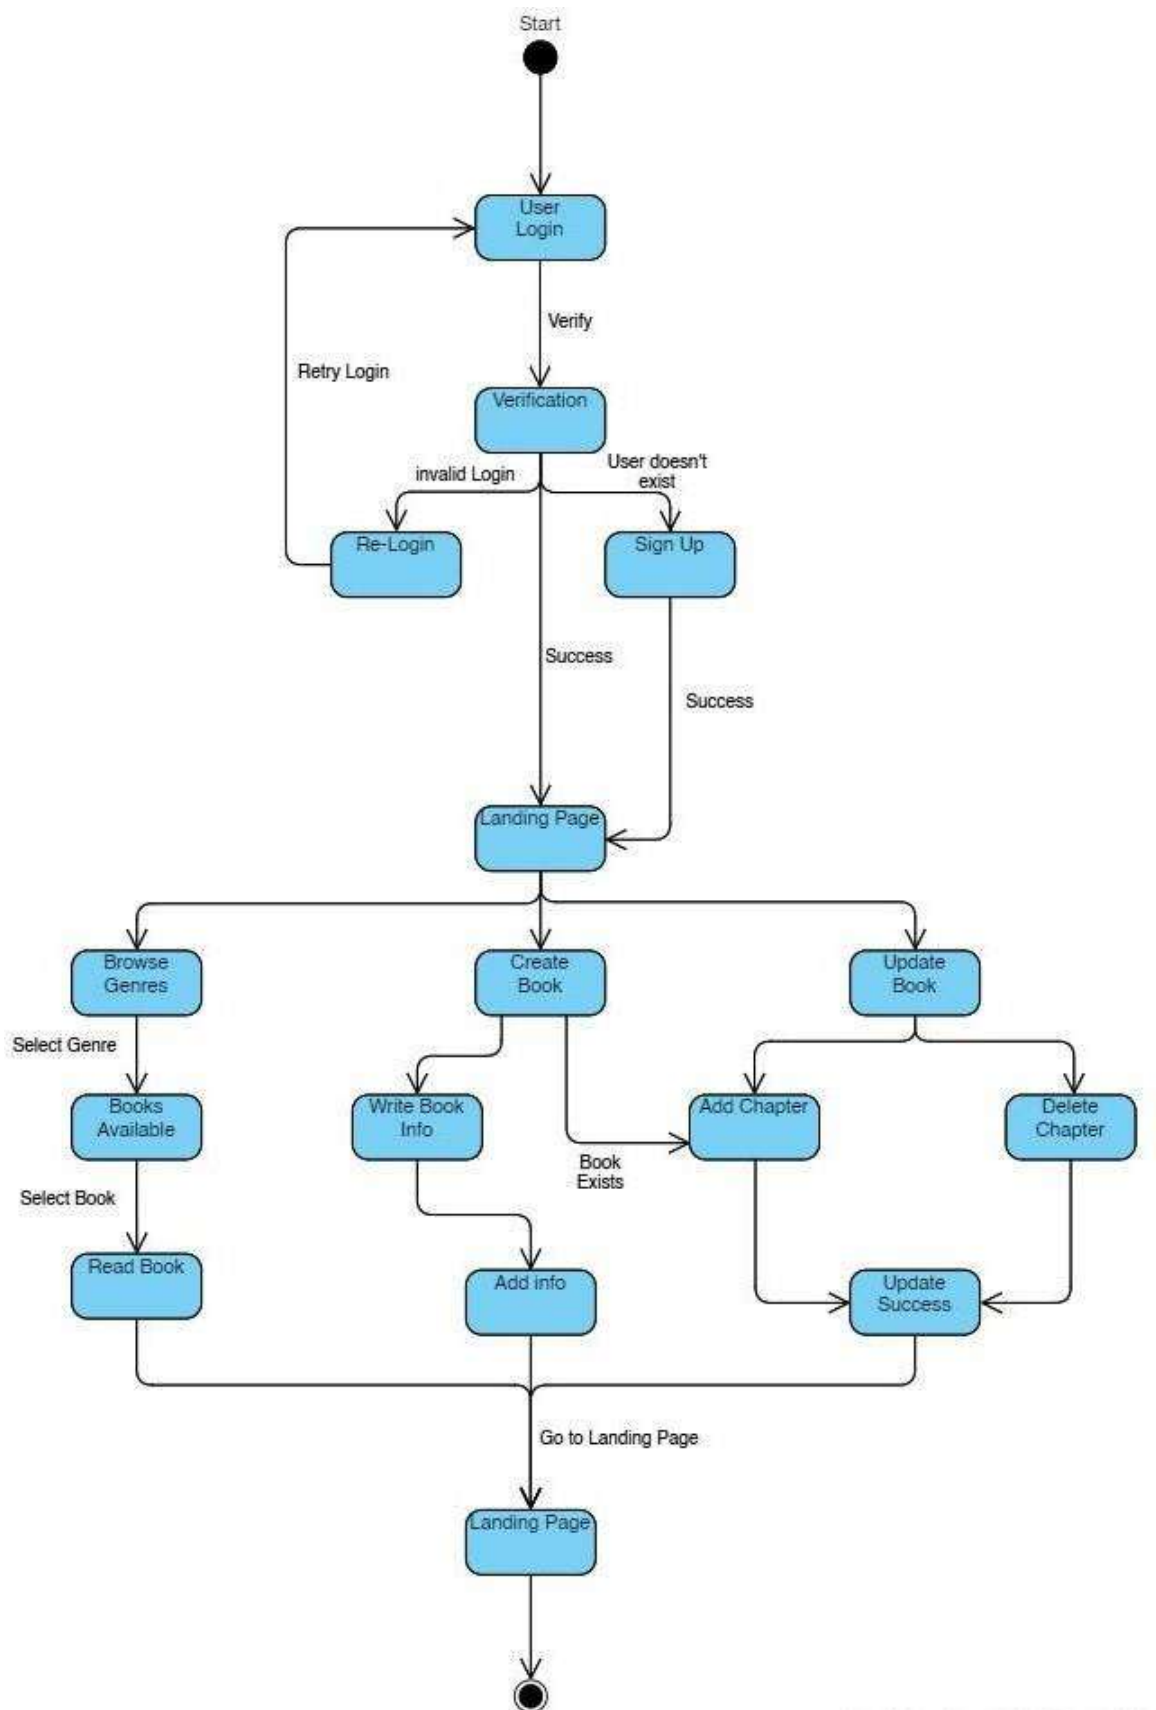 Start
User
Login
Verify
Retry Login
Verification
invalid Login
User doesn't
exist
Re-Login
Sign Up
Success
Success
Landing Page
Browse
Genres
Create
Book
Update
Book
Select Genre
Books
Available
Write Book
Info
Add Chapter
Delete
Chapter
Book
Exists
Select Book
Read Book
Add info
Update
Success
Go to Landing Page
Landing Page